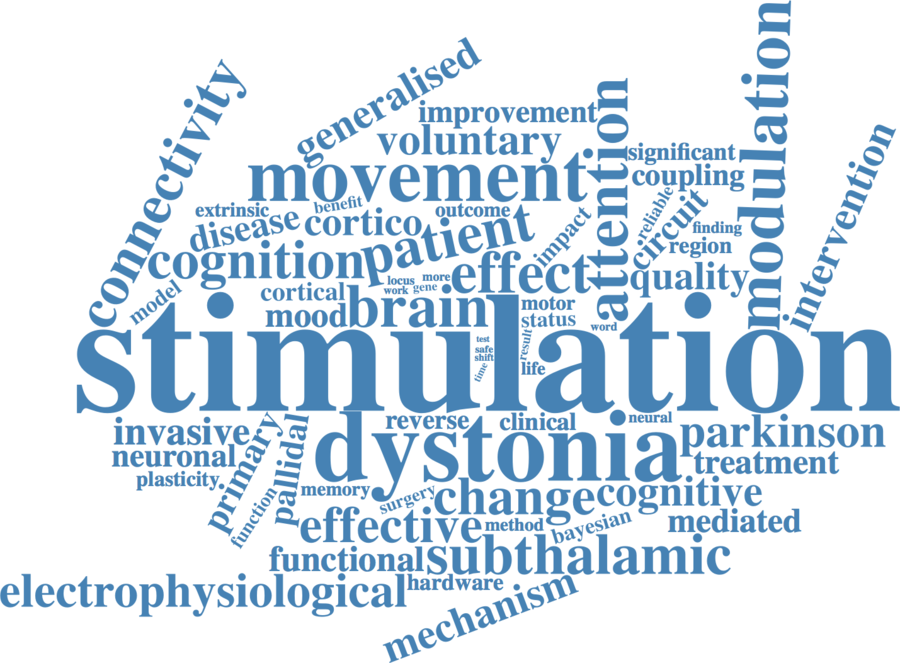 modulation
generalised
connectivity
improvement
attention
voluntary
intervention
significant
movement
coupling
benefit
reliable
extrinsic
outcome
disease
cortico
impact
circuit
patient
finding
region
cognition
effect
quality
model
locus
more
work
gene
cortical
brain
motor
mood
status
word
stimulation
test
safe
shift
time
result
life
reverse
clinical
neural
invasive
primary
pallidal
dystonia
parkinson
neuronal
treatment
plasticity.
function
memory
surgery
change
cognitive
effective
method
bayesian
mediated
functional
subthalamic
electrophysiological
hardware
mechanism